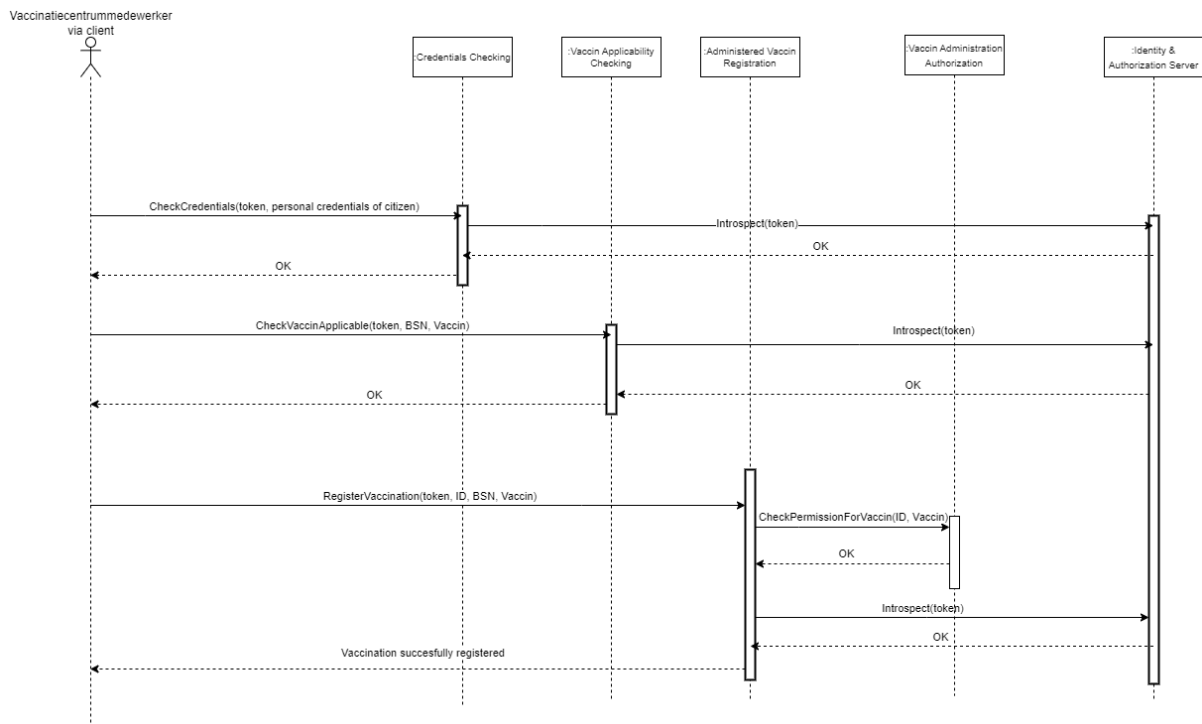 Vaccinatiecentrummedewerker
via client
:Credentials Checking
:Vaccin Applicability
Checking
:Administered Vaccin
Registration
:Vaccin Administration
Authorization
:Identity &
Authorization Server
CheckCredentials(token, personal credentials of citizen)
Introspect(token)
OK
OK
CheckVaccinApplicable(token, BSN, Vaccin)
Introspect(token)
OK
OK
RegisterVaccination(token, ID, BSN, Vaccin)
CheckPermissionForVaccin(ID, Vaccin)
OK
Introspect(token)
OK
Vaccination succesfully registered